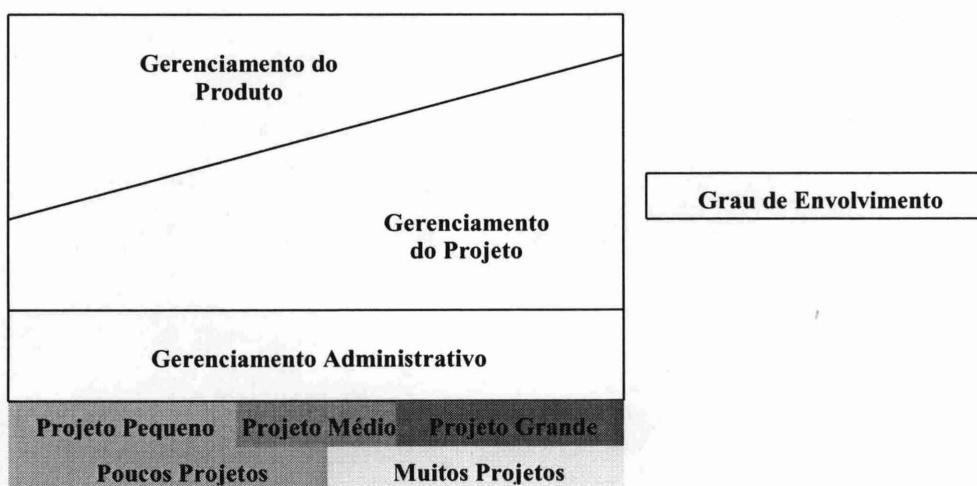 Gerenciamento do
Produto
Grau de Envolvimento
Gerenciamento
do Projeto
Gerenciamento Administrativo
Projeto Pequeno Projeto Médio Projeto Grande
Poucos Projetos Muitos Projetos